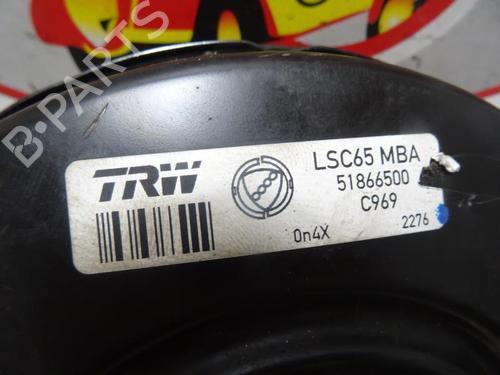 B-PARTS
TRW
LSC65 MBA
51866500
C969
0n4X
2276